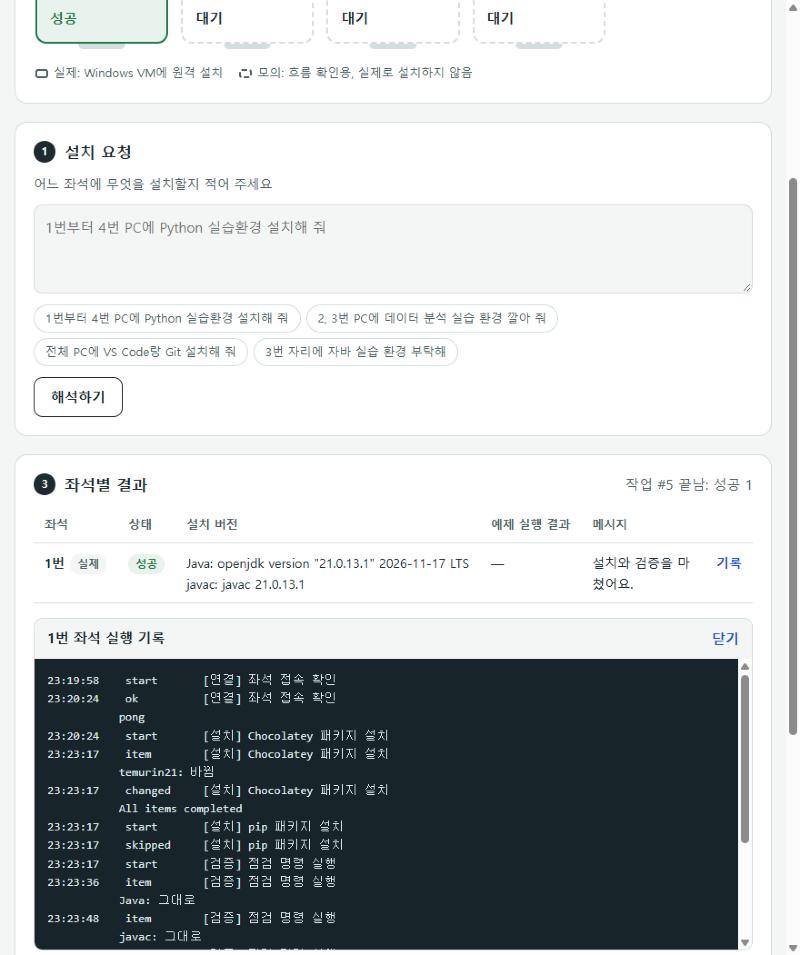 성공 대기 대기 대기
실제: Windows VM에 원격 설치 모의: 흐름 확인용, 실제로 설치하지 않음
1 설치 요청
어느 좌석에 무엇을 설치할지 적어 주세요
1번부터 4번 PC에 Python 실습환경 설치해 줘
1번부터 4번 PC에 Python 실습환경 설치해 줘 2, 3번 PC에 데이터 분석 실습 환경 깔아 줘
전체 PC에 VS Code랑 Git 설치해 줘 3번 자리에 자바 실습 환경 부탁해
해석하기
3 좌석별 결과 작업 #5 끝남: 성공 1
좌석 상태 설치 버전 예제 실행 결과 메시지
1번 실제 성공 Java: openjdk version "21.0.13.1" 2026-11-17 LTS — 설치와 검증을 마 기록
javac: javac 21.0.13.1 쳤어요.
1번 좌석 실행 기록 닫기
23:19:58 start [연결] 좌석 접속 확인
23:20:24 ok [연결] 좌석 접속 확인
pong
23:20:24 start [설치] Chocolatey 패키지 설치
23:23:17 item [설치] Chocolatey 패키지 설치
temurin21: 바뀜
23:23:17 changed [설치] Chocolatey 패키지 설치
All items completed
23:23:17 start [설치] pip 패키지 설치
23:23:17 skipped [설치] pip 패키지 설치
23:23:17 start [검증] 점검 명령 실행
23:23:36 item [검증] 점검 명령 실행
Java: 그대로
23:23:48 item [검증] 점검 명령 실행
javac: 그대로